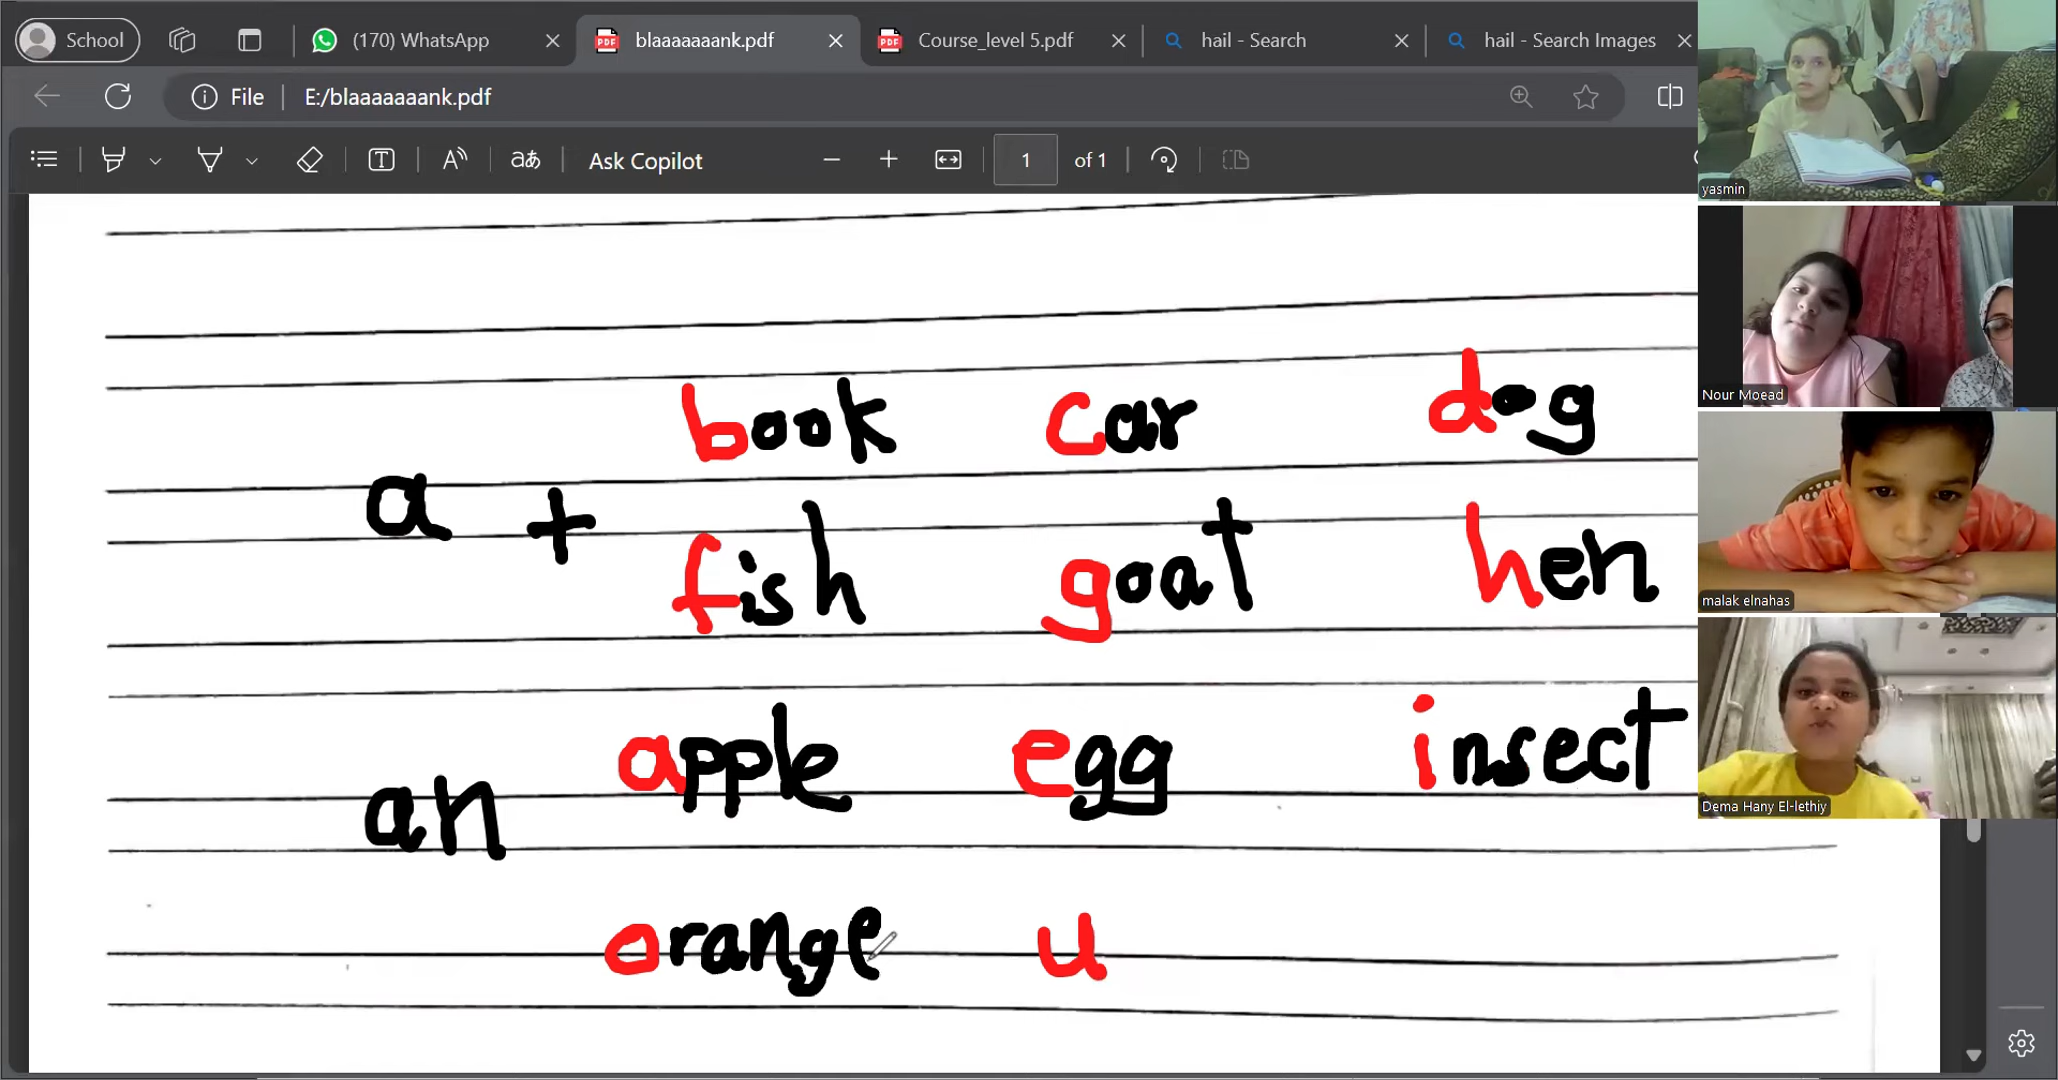 School
(170) WhatsApp
blaaaaaaank.pdf
Course_level 5.pdf
hail - Search
hail - Search Images
File
E:/blaaaaaaank.pdf
Ask Copilot
1 of 1
yasmin
Nour Moead
malak elnahas
Dema Hany El-lethiy
book car dog
a +
fish goat hen
apple egg insect
an
orange u